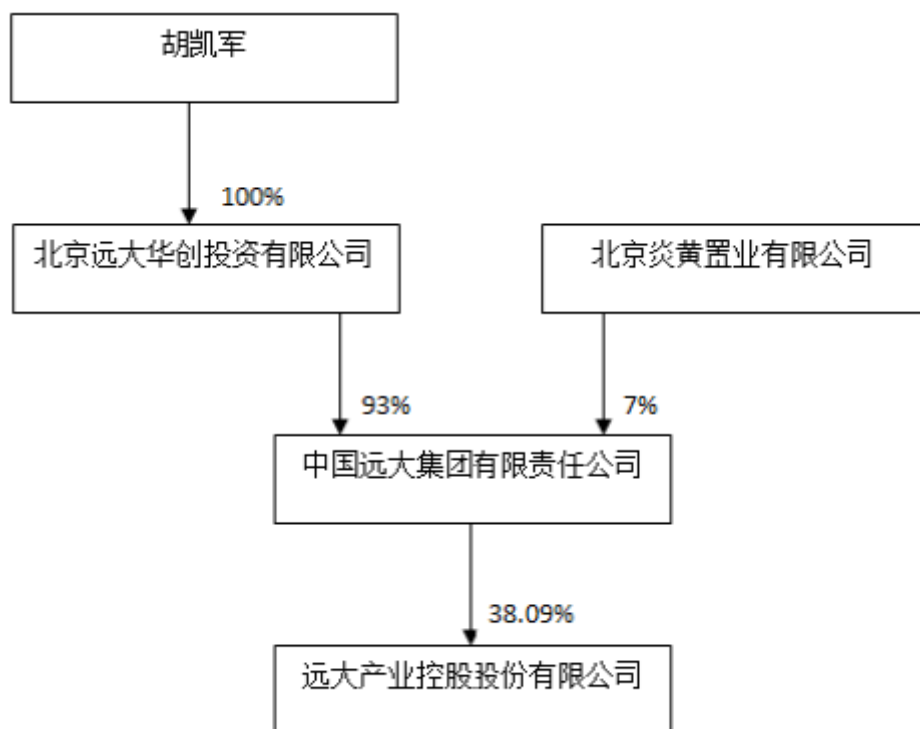 胡凯军
100%
北京远大华创投资有限公司
北京炎黄置业有限公司
93%
7%
中国远大集团有限责任公司
38.09%
远大产业控股股份有限公司